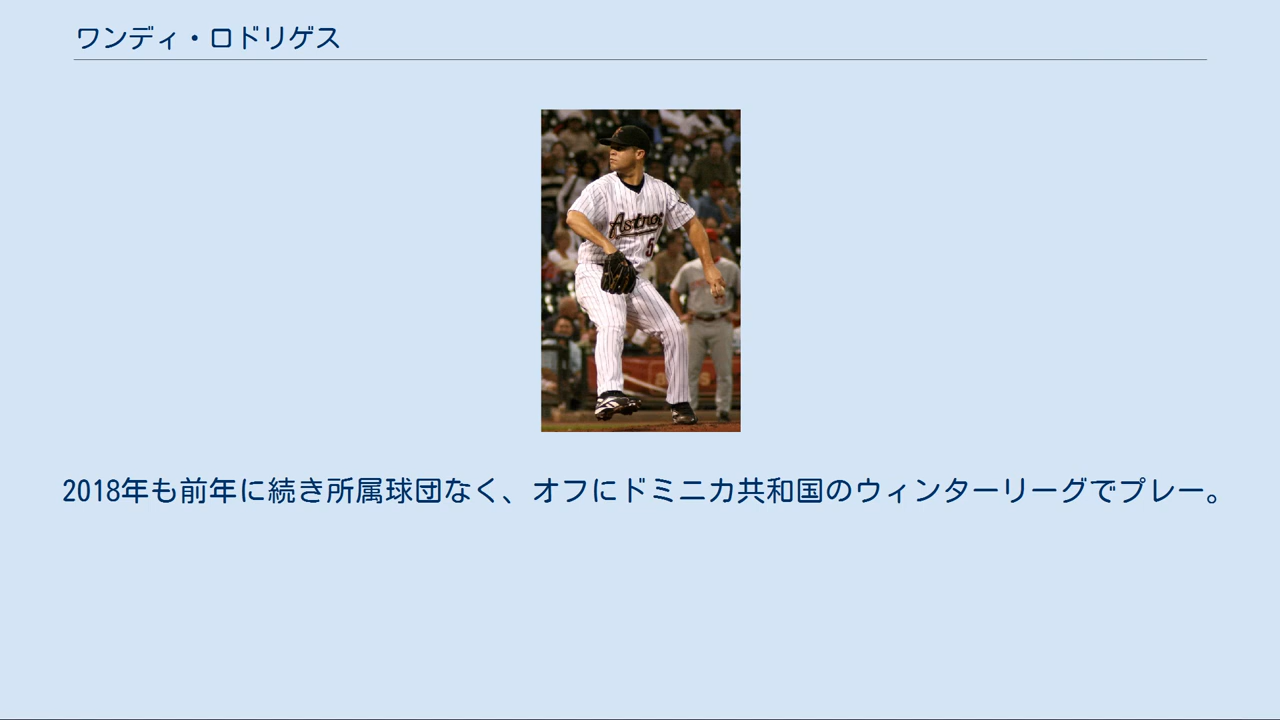 ワンディ・ロドリゲス
Astros
5
2018年も前年に続き所属球団なく、オフにドミニカ共和国のウィンターリーグでプレー。